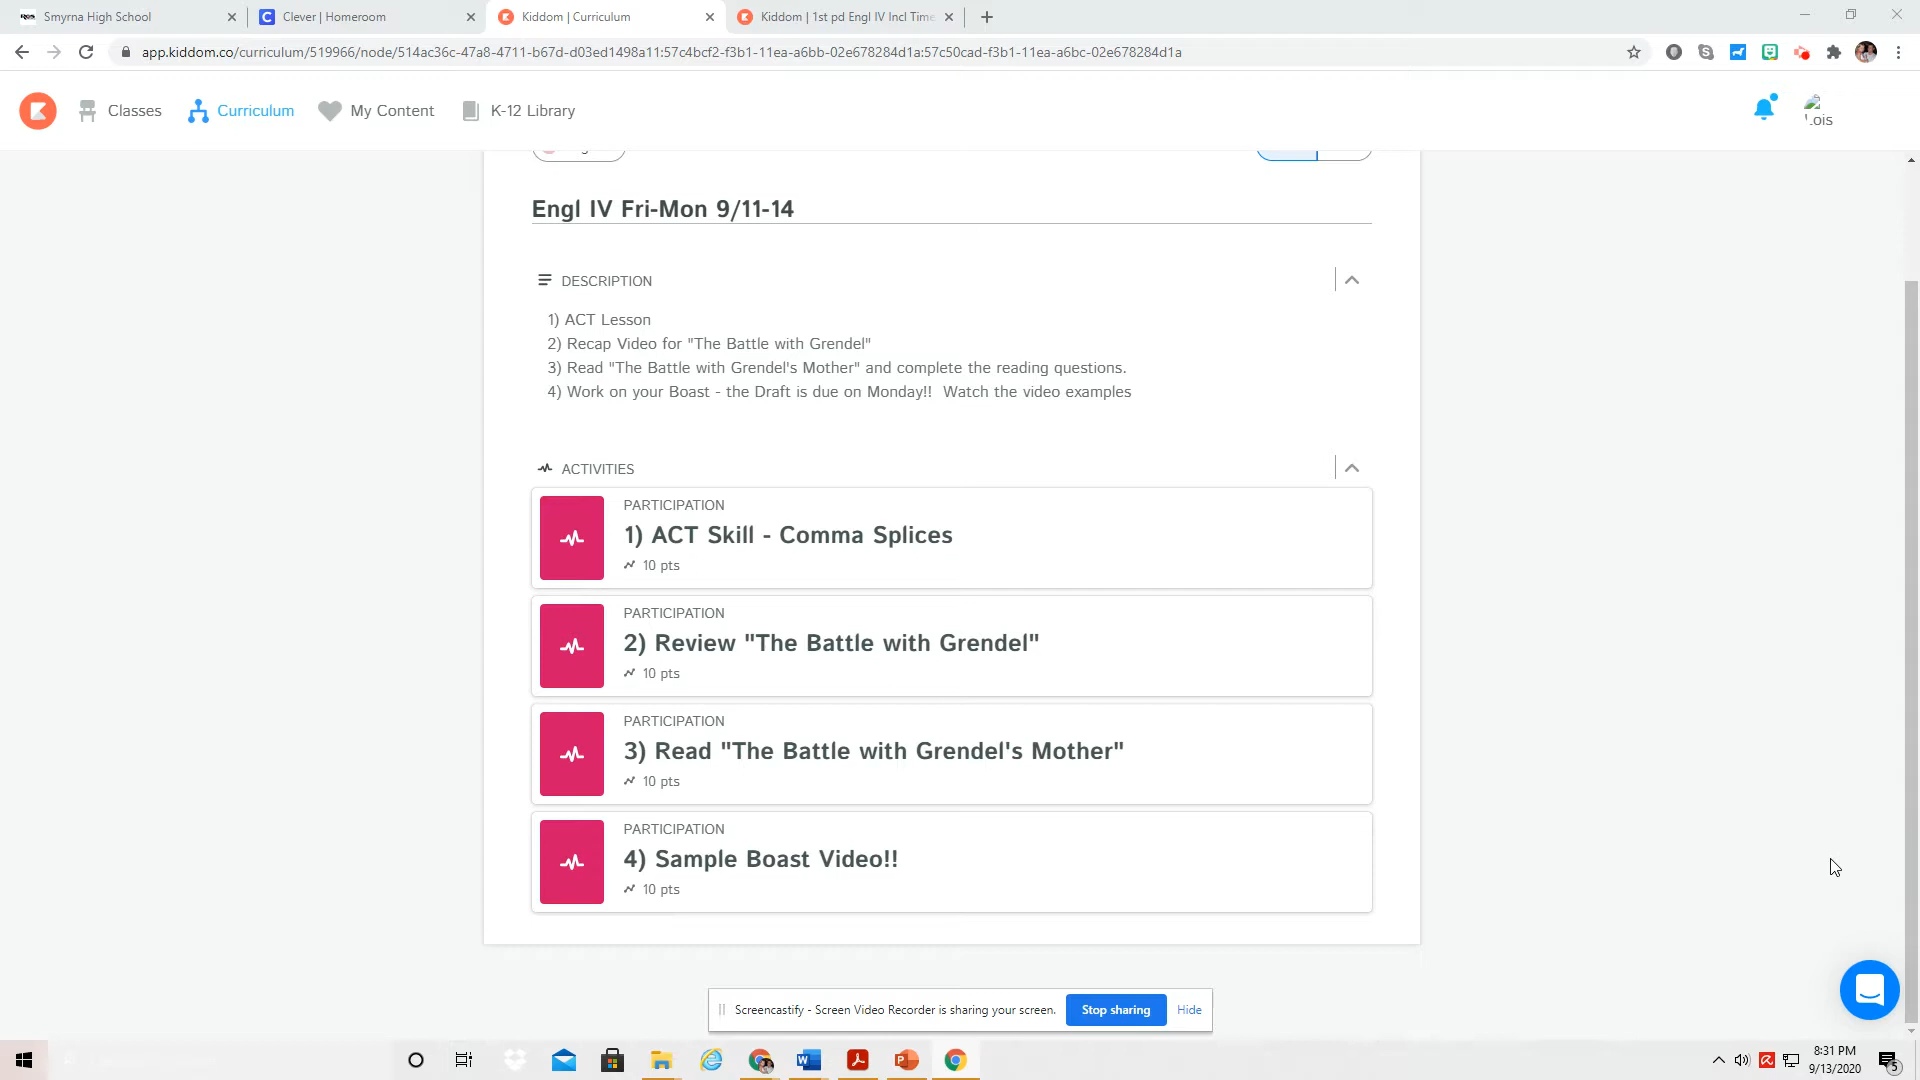 Smyrna High School
Clever | Homeroom
Kiddom | Curriculum
Kiddom | 1st pd Engl IV Incl Time
app.kiddom.co/curriculum/519966/node/514ac36c-47a8-4711-b67d-d03ed1498a11:57c4bcf2-f3b1-11ea-a6bb-02e678284d1a:57c50cad-f3b1-11ea-a6bc-02e678284d1a
Classes
Curriculum
My Content
K-12 Library
Lois
Engl IV Fri-Mon 9/11-14
DESCRIPTION
1) ACT Lesson
2) Recap Video for "The Battle with Grendel"
3) Read "The Battle with Grendel's Mother" and complete the reading questions.
4) Work on your Boast - the Draft is due on Monday!! Watch the video examples
ACTIVITIES
PARTICIPATION
1) ACT Skill - Comma Splices
10 pts
PARTICIPATION
2) Review "The Battle with Grendel"
10 pts
PARTICIPATION
3) Read "The Battle with Grendel's Mother"
10 pts
PARTICIPATION
4) Sample Boast Video!!
10 pts
Screencastify - Screen Video Recorder is sharing your screen.
Stop sharing
Hide
8:31 PM
9/13/2020
5